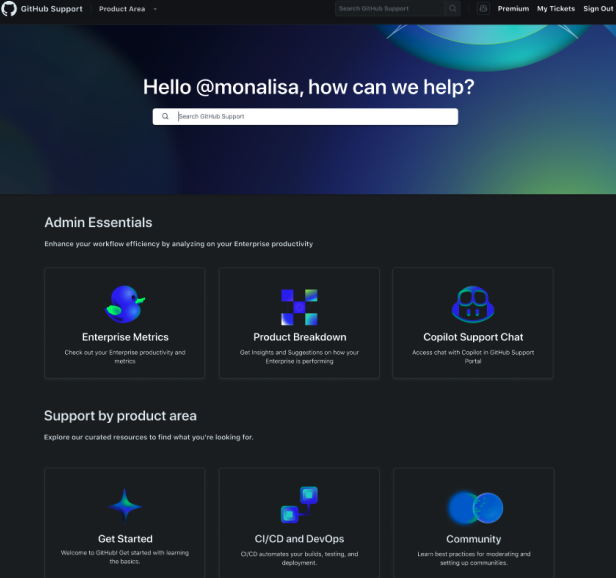 GitHub Support Product Area Search GitHub Support Premium My Tickets Sign Out
Hello @monalisa, how can we help?
Search GitHub Support
Admin Essentials
Enhance your workflow efficiency by analyzing on your Enterprise productivity
Enterprise Metrics
Check out your Enterprise productivity and
metrics
Product Breakdown
Get Insights and Suggestions on how your
Enterprise is performing
Copilot Support Chat
Access chat with Copilot in GitHub Support
Portal
Support by product area
Explore our curated resources to find what you're looking for.
Get Started
Welcome to GitHub! Get started with learning
the basics.
CI/CD and DevOps
CI/CD automates your builds, testing, and
deployment.
Community
Learn best practices for moderating and
setting up communities.